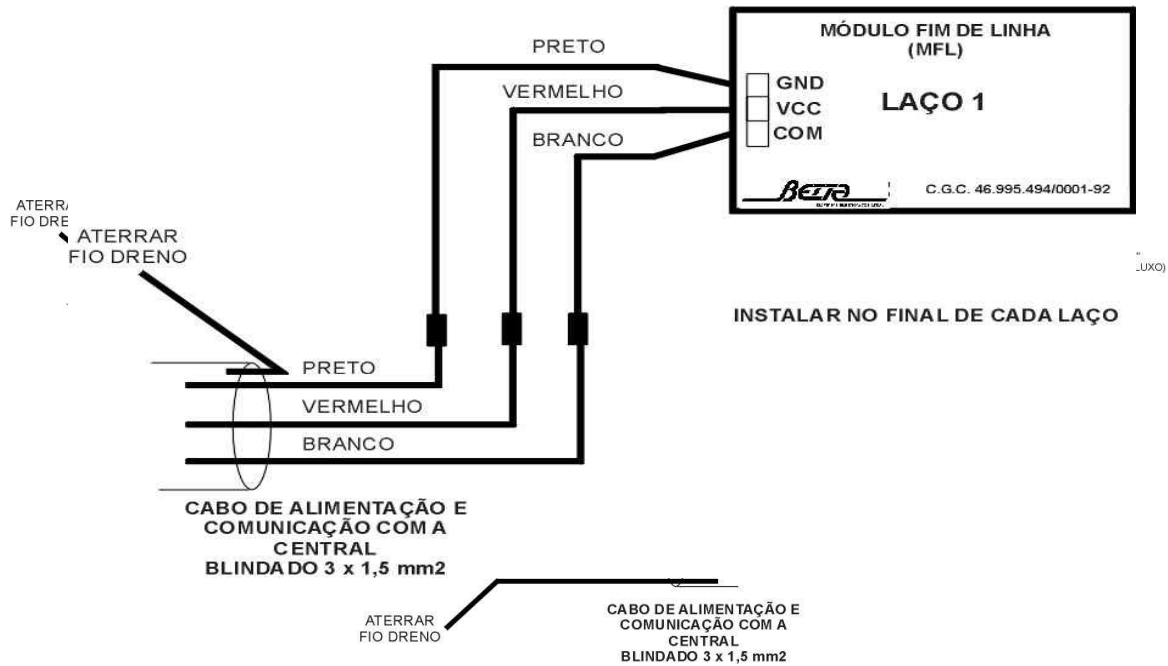 PRETO
VERMELHO
BRANCO
MÓDULO FIM DE LINHA
(MFL)
GND
VCC
COM
LAÇO 1
C.G.C. 46.995.494/0001-92
FIO DRE
ATERRAR
FIO DRENO
INSTALAR NO FINAL DE CADA LAÇO
PRETO
VERMELHO
BRANCO
CABO DE ALIMENTAÇÃO E
COMUNICAÇÃO COM A
CENTRAL
BLINDADO 3 x 1,5 mm2
ATERRAR
FIO DRENO
CABO DE ALIMENTAÇÃO E
COMUNICAÇÃO COM A
CENTRAL
BLINDADO 3 x 1,5 mm2